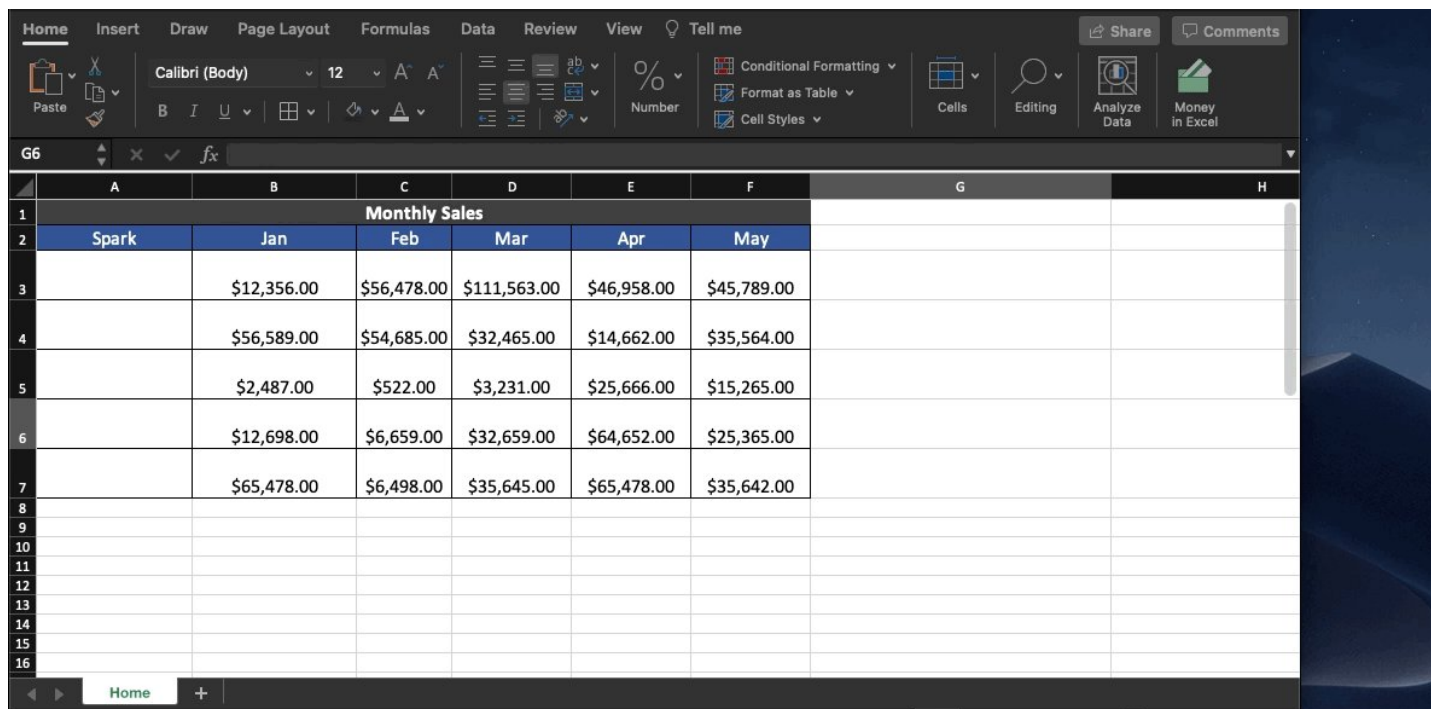 Home Insert Draw Page Layout Formulas Data Review View Tell me Share Comments
Paste Calibri (Body) 12 A A ab Number Conditional Formatting Cells Editing Analyze Data Money in Excel
B I U A Format as Table
Cell Styles
G6 fx
A B C D E F G H
1 Monthly Sales
2 Spark Jan Feb Mar Apr May
3 $12,356.00 $56,478.00 $111,563.00 $46,958.00 $45,789.00
4 $56,589.00 $54,685.00 $32,465.00 $14,662.00 $35,564.00
5 $2,487.00 $522.00 $3,231.00 $25,666.00 $15,265.00
6 $12,698.00 $6,659.00 $32,659.00 $64,652.00 $25,365.00
7 $65,478.00 $6,498.00 $35,645.00 $65,478.00 $35,642.00
8
9
10
11
12
13
14
15
16
Home +